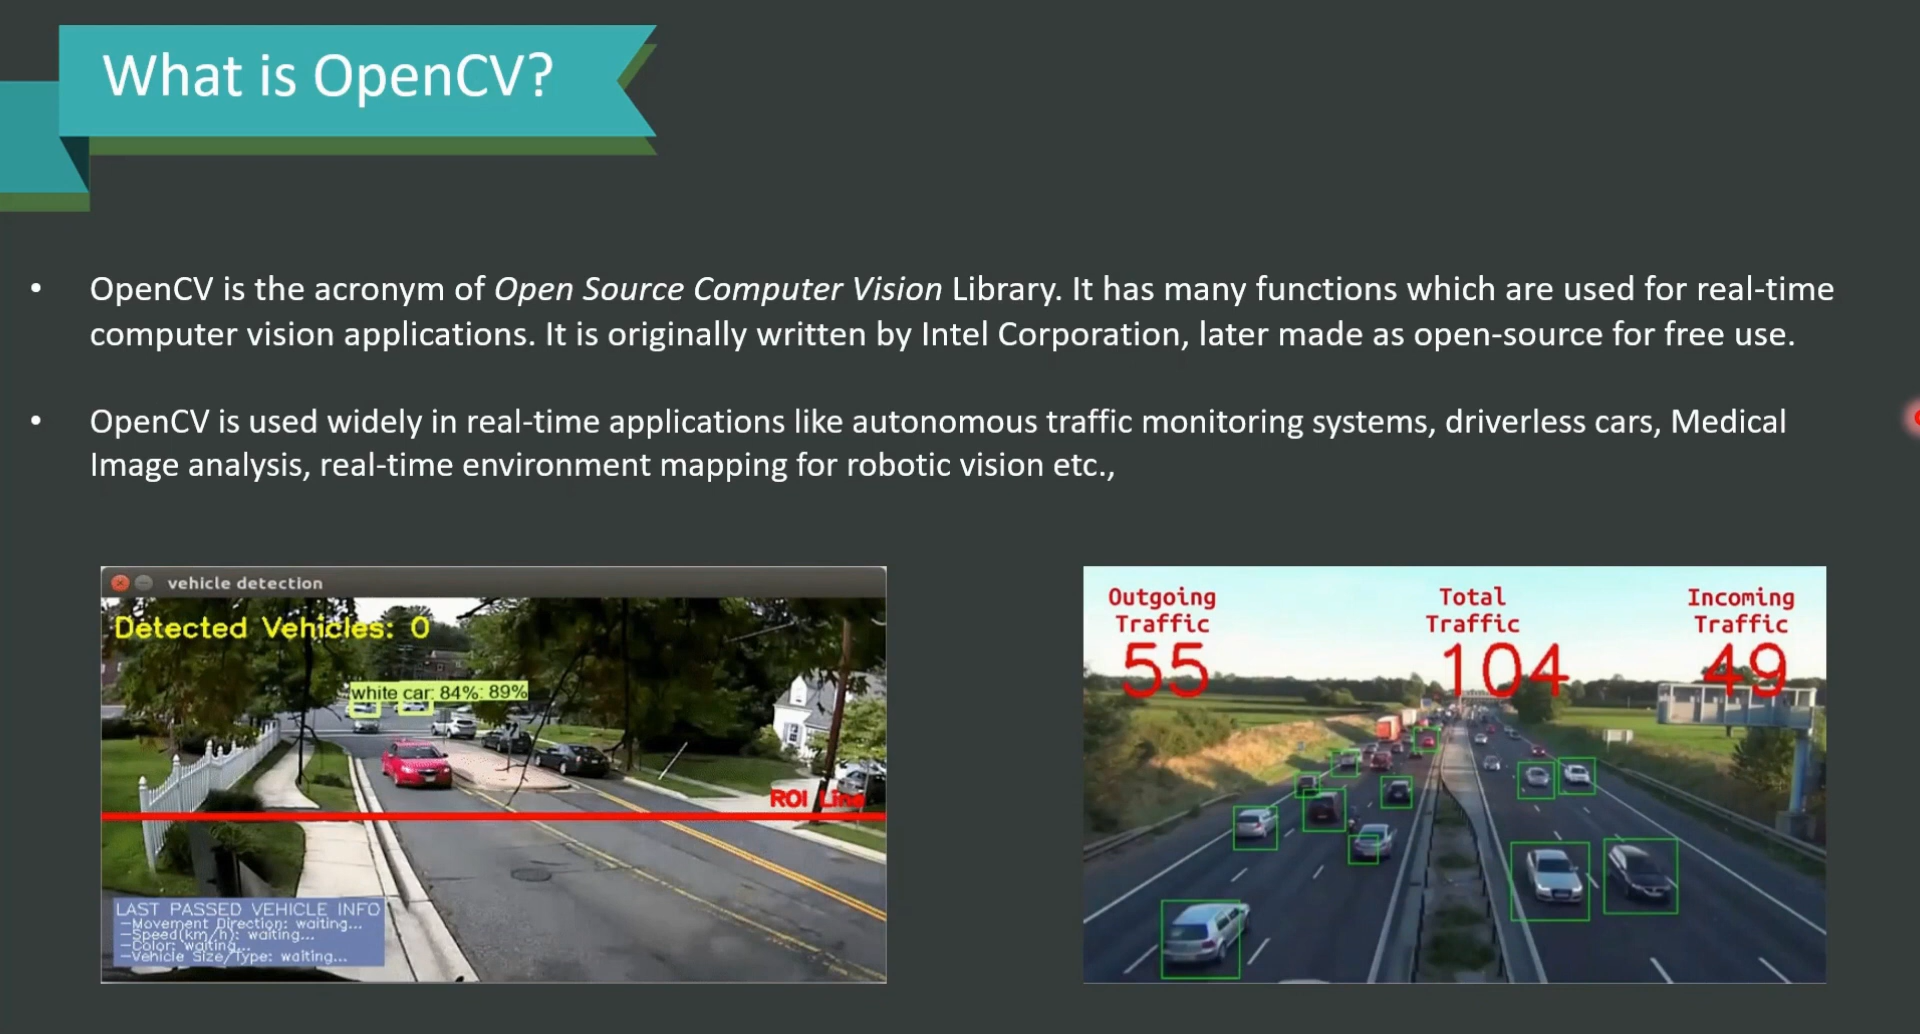 What is OpenCV?
• OpenCV is the acronym of Open Source Computer Vision Library. It has many functions which are used for real-time
computer vision applications. It is originally written by Intel Corporation, later made as open-source for free use.
• OpenCV is used widely in real-time applications like autonomous traffic monitoring systems, driverless cars, Medical
Image analysis, real-time environment mapping for robotic vision etc.,
vehicle detection
Detected Vehicles: 0
white car: 84%: 89%
ROI Line
LAST PASSED VEHICLE INFO
-Movement Direction: waiting...
-Speed(km/h): waiting...
-Color: waiting...
-Vehicle Size/Type: waiting...
Outgoing
Traffic
55
Total
Traffic
104
Incoming
Traffic
49